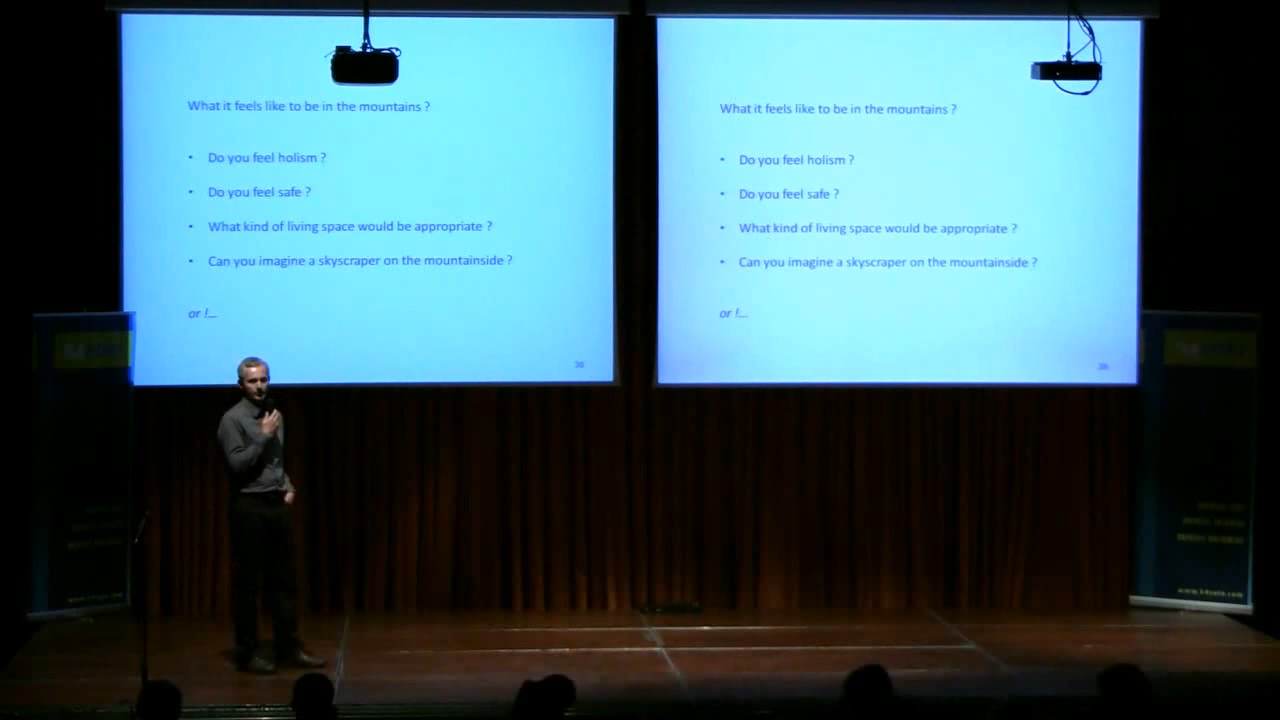 What it feels like to be in the mountains ?
• Do you feel holism ?
• Do you feel safe ?
• What kind of living space would be appropriate ?
• Can you imagine a skyscraper on the mountainside ?
or !...
38
What it feels like to be in the mountains ?
• Do you feel holism ?
• Do you feel safe ?
• What kind of living space would be appropriate ?
• Can you imagine a skyscraper on the mountainside ?
or !...
38